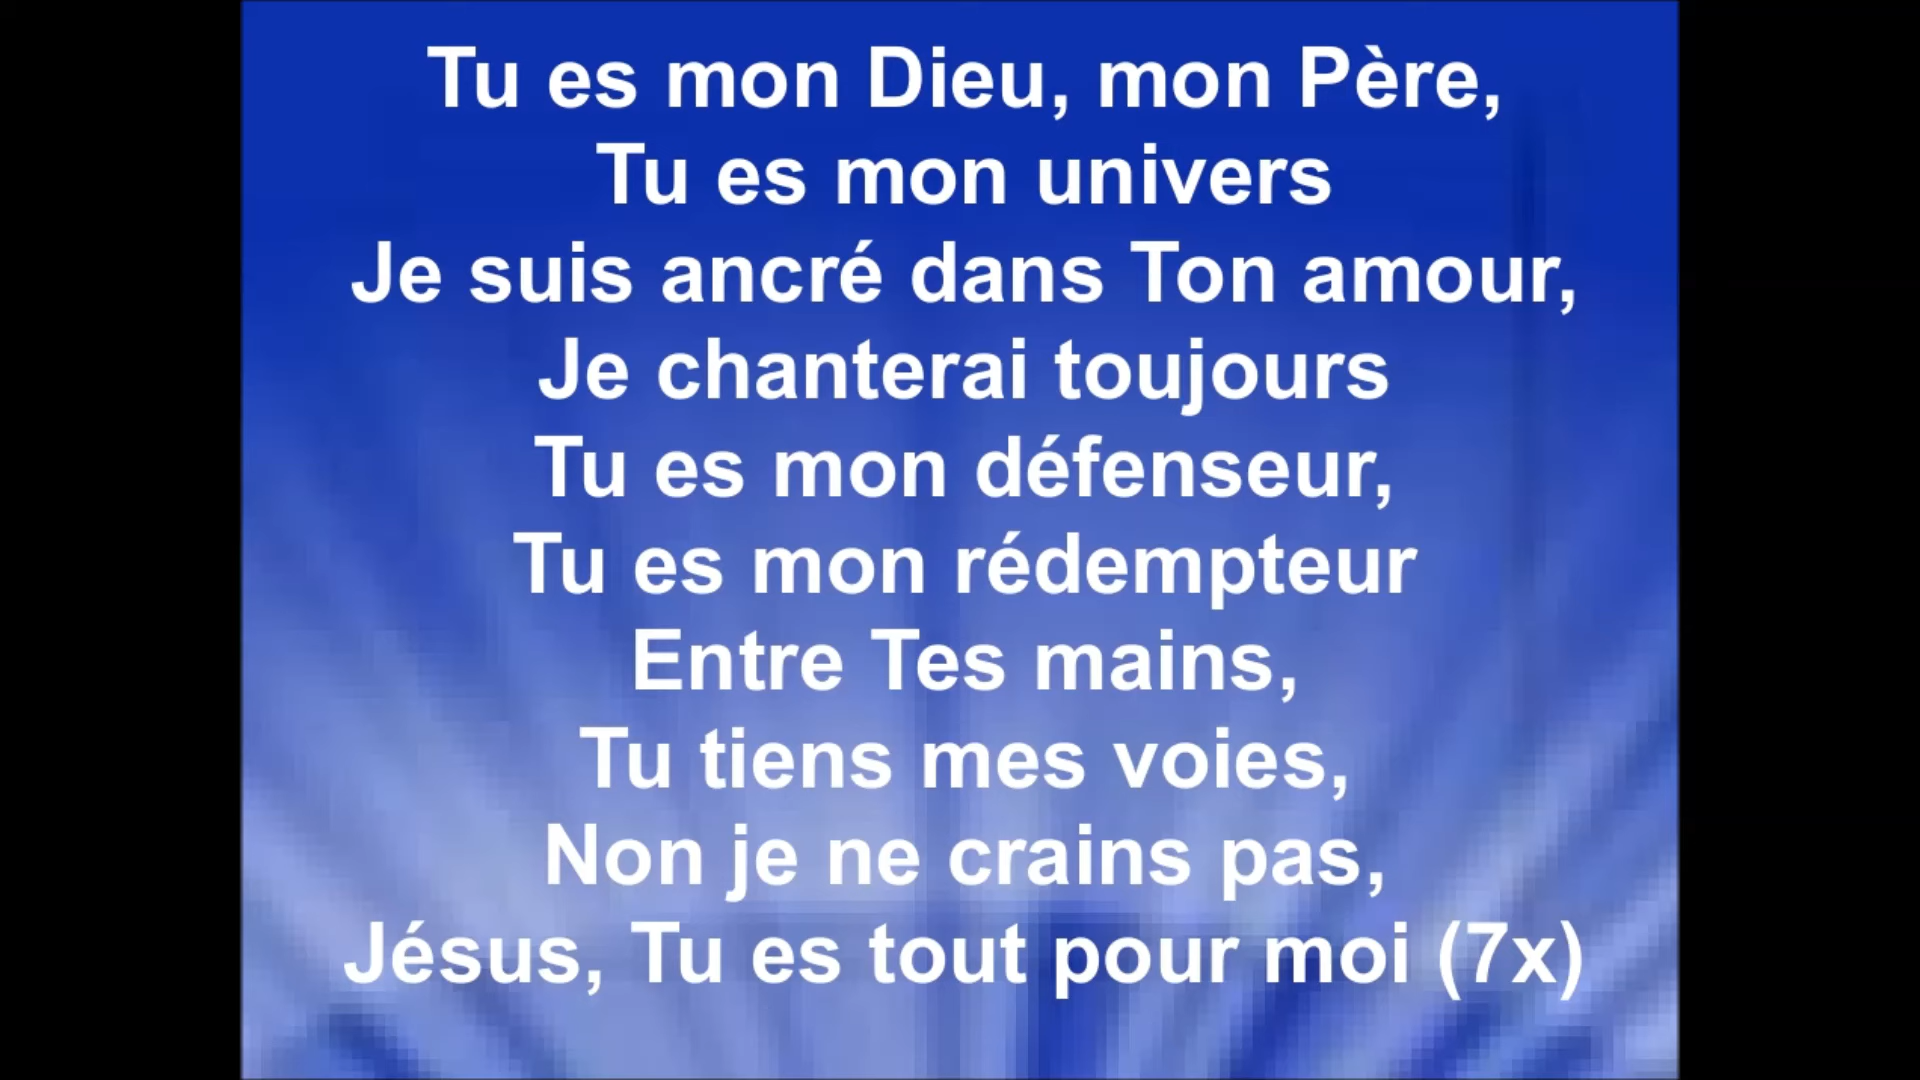 Tu es mon Dieu, mon Père,
Tu es mon univers
Je suis ancré dans Ton amour,
Je chanterai toujours
Tu es mon défenseur,
Tu es mon rédempteur
Entre Tes mains,
Tu tiens mes voies,
Non je ne crains pas,
Jésus, Tu es tout pour moi (7x)